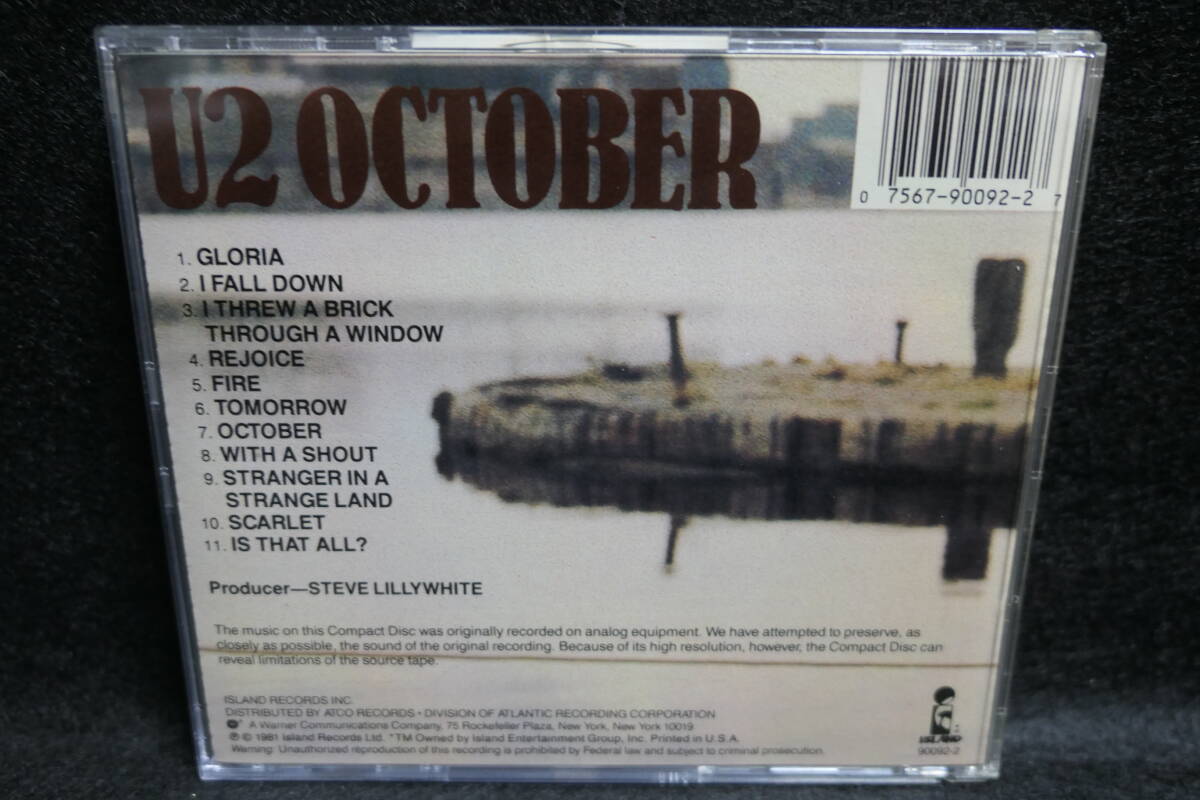 U2 OCTOBER
0 7567-90092-2 7
1. GLORIA
2. I FALL DOWN
3. I THREW A BRICK
THROUGH A WINDOW
4. REJOICE
5. FIRE
6. TOMORROW
7. OCTOBER
8. WITH A SHOUT
9. STRANGER IN A
STRANGE LAND
10. SCARLET
11. IS THAT ALL?
Producer—STEVE LILLYWHITE
The music on this Compact Disc was originally recorded on analog equipment. We have attempted to preserve, as
closely as possible, the sound of the original recording. Because of its high resolution, however, the Compact Disc can
reveal limitations of the source tape.
ISLAND RECORDS INC.
DISTRIBUTED BY ATCO RECORDS • DIVISION OF ATLANTIC RECORDING CORPORATION
A Warner Communications Company, 75 Rockefeller Plaza, New York, New York 10019
℗ © 1981 Island Records Ltd. *TM Owned by Island Entertainment Group, Inc. Printed in U.S.A.
Warning: Unauthorized reproduction of this recording is prohibited by Federal law and subject to criminal prosecution.
ISLAND
90092-2